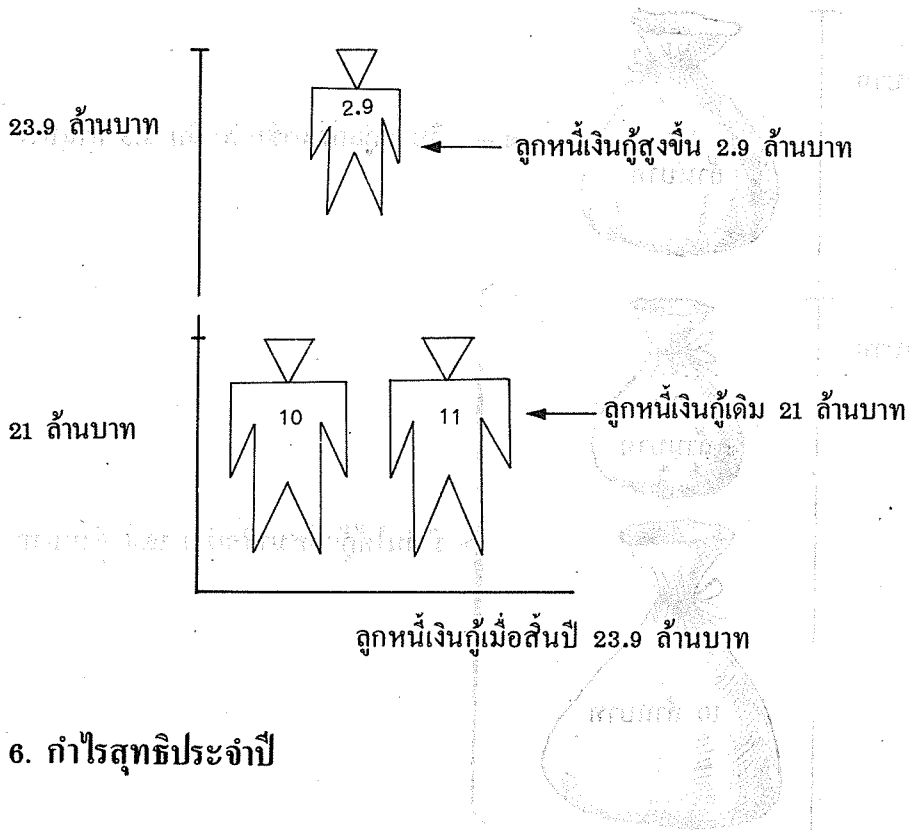 2.9
23.9 ล้านบาท
ลูกหนี้เงินกู้สูงขึ้น 2.9 ล้านบาท
10
11
ลูกหนี้เงินกู้เดิม 21 ล้านบาท
21 ล้านบาท
ลูกหนี้เงินกู้เมื่อสิ้นปี 23.9 ล้านบาท
6. กำไรสุทธิประจำปี